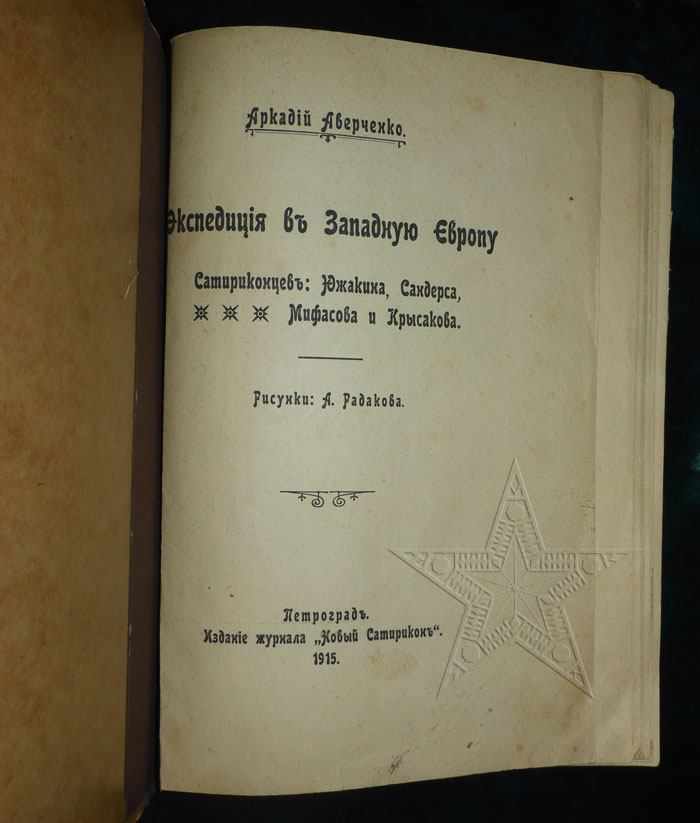 Аркадій Аверченко.
Экспедиція въ Западную Европу
Сатириконцевъ: Южакина, Сандерса,
Мифасова и Крысакова.
Рисунки: А. Радакова.
Петроградъ.
Изданіе журнала „Новый Сатириконъ“.
1915.